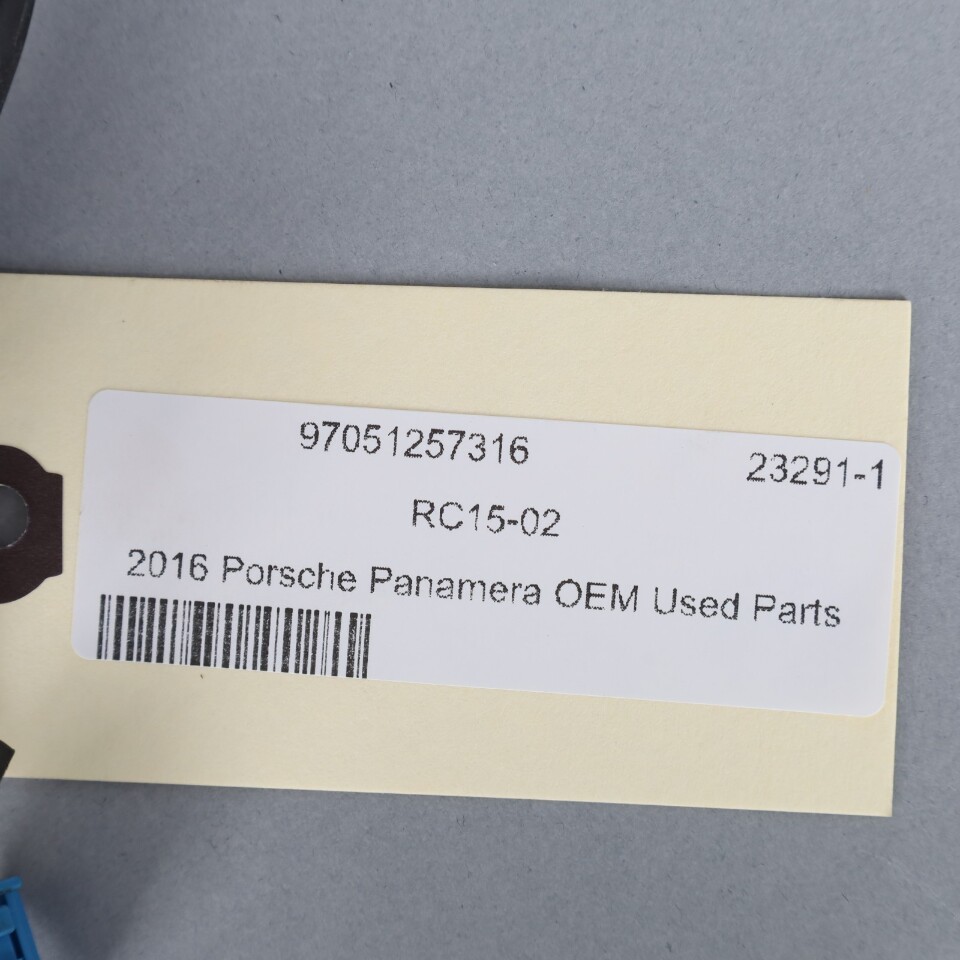 97051257316
23291-1
RC15-02
2016 Porsche Panamera OEM Used Parts